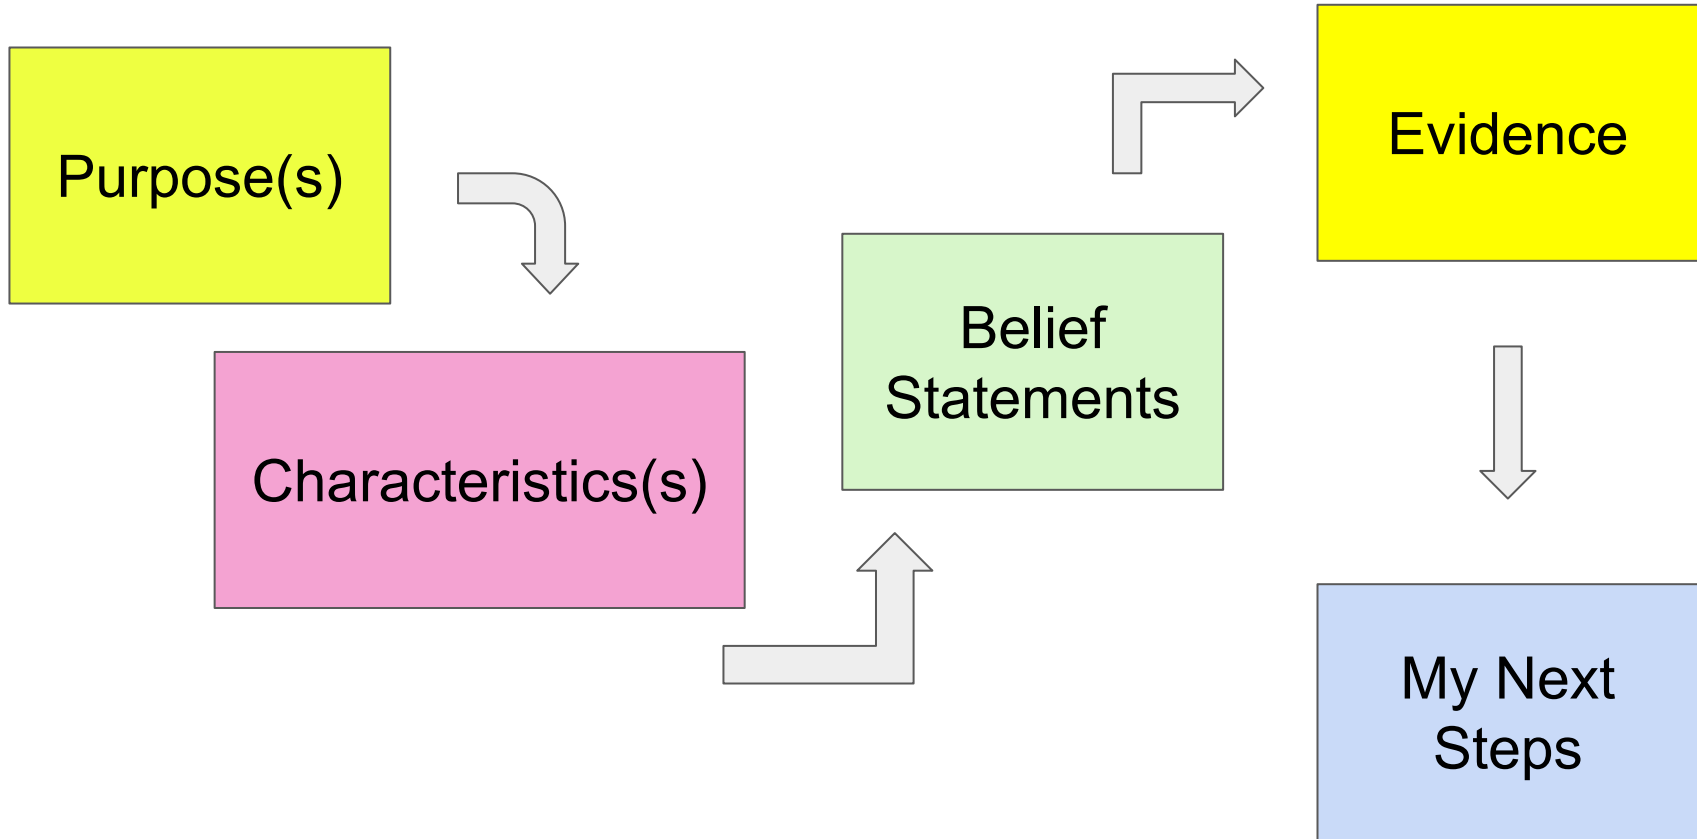 Purpose(s)
Characteristics(s)
Belief
Statements
Evidence
My Next
Steps